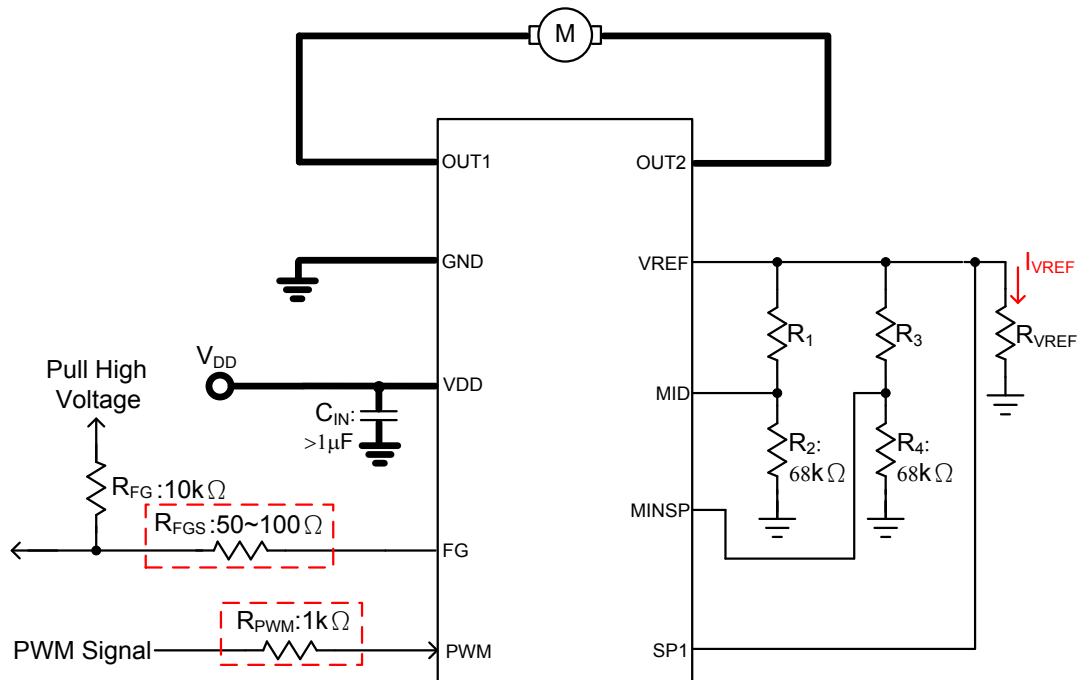 M
OUT1
OUT2
GND
VREF
I_VREF
R1
R3
R_VREF
V_DD
Pull High
Voltage
VDD
MID
C_IN:
>1μF
R2:
68kΩ
R4:
68kΩ
R_FG:10kΩ
MINSP
R_FGS:50~100Ω
FG
R_PWM:1kΩ
PWM Signal
PWM
SP1